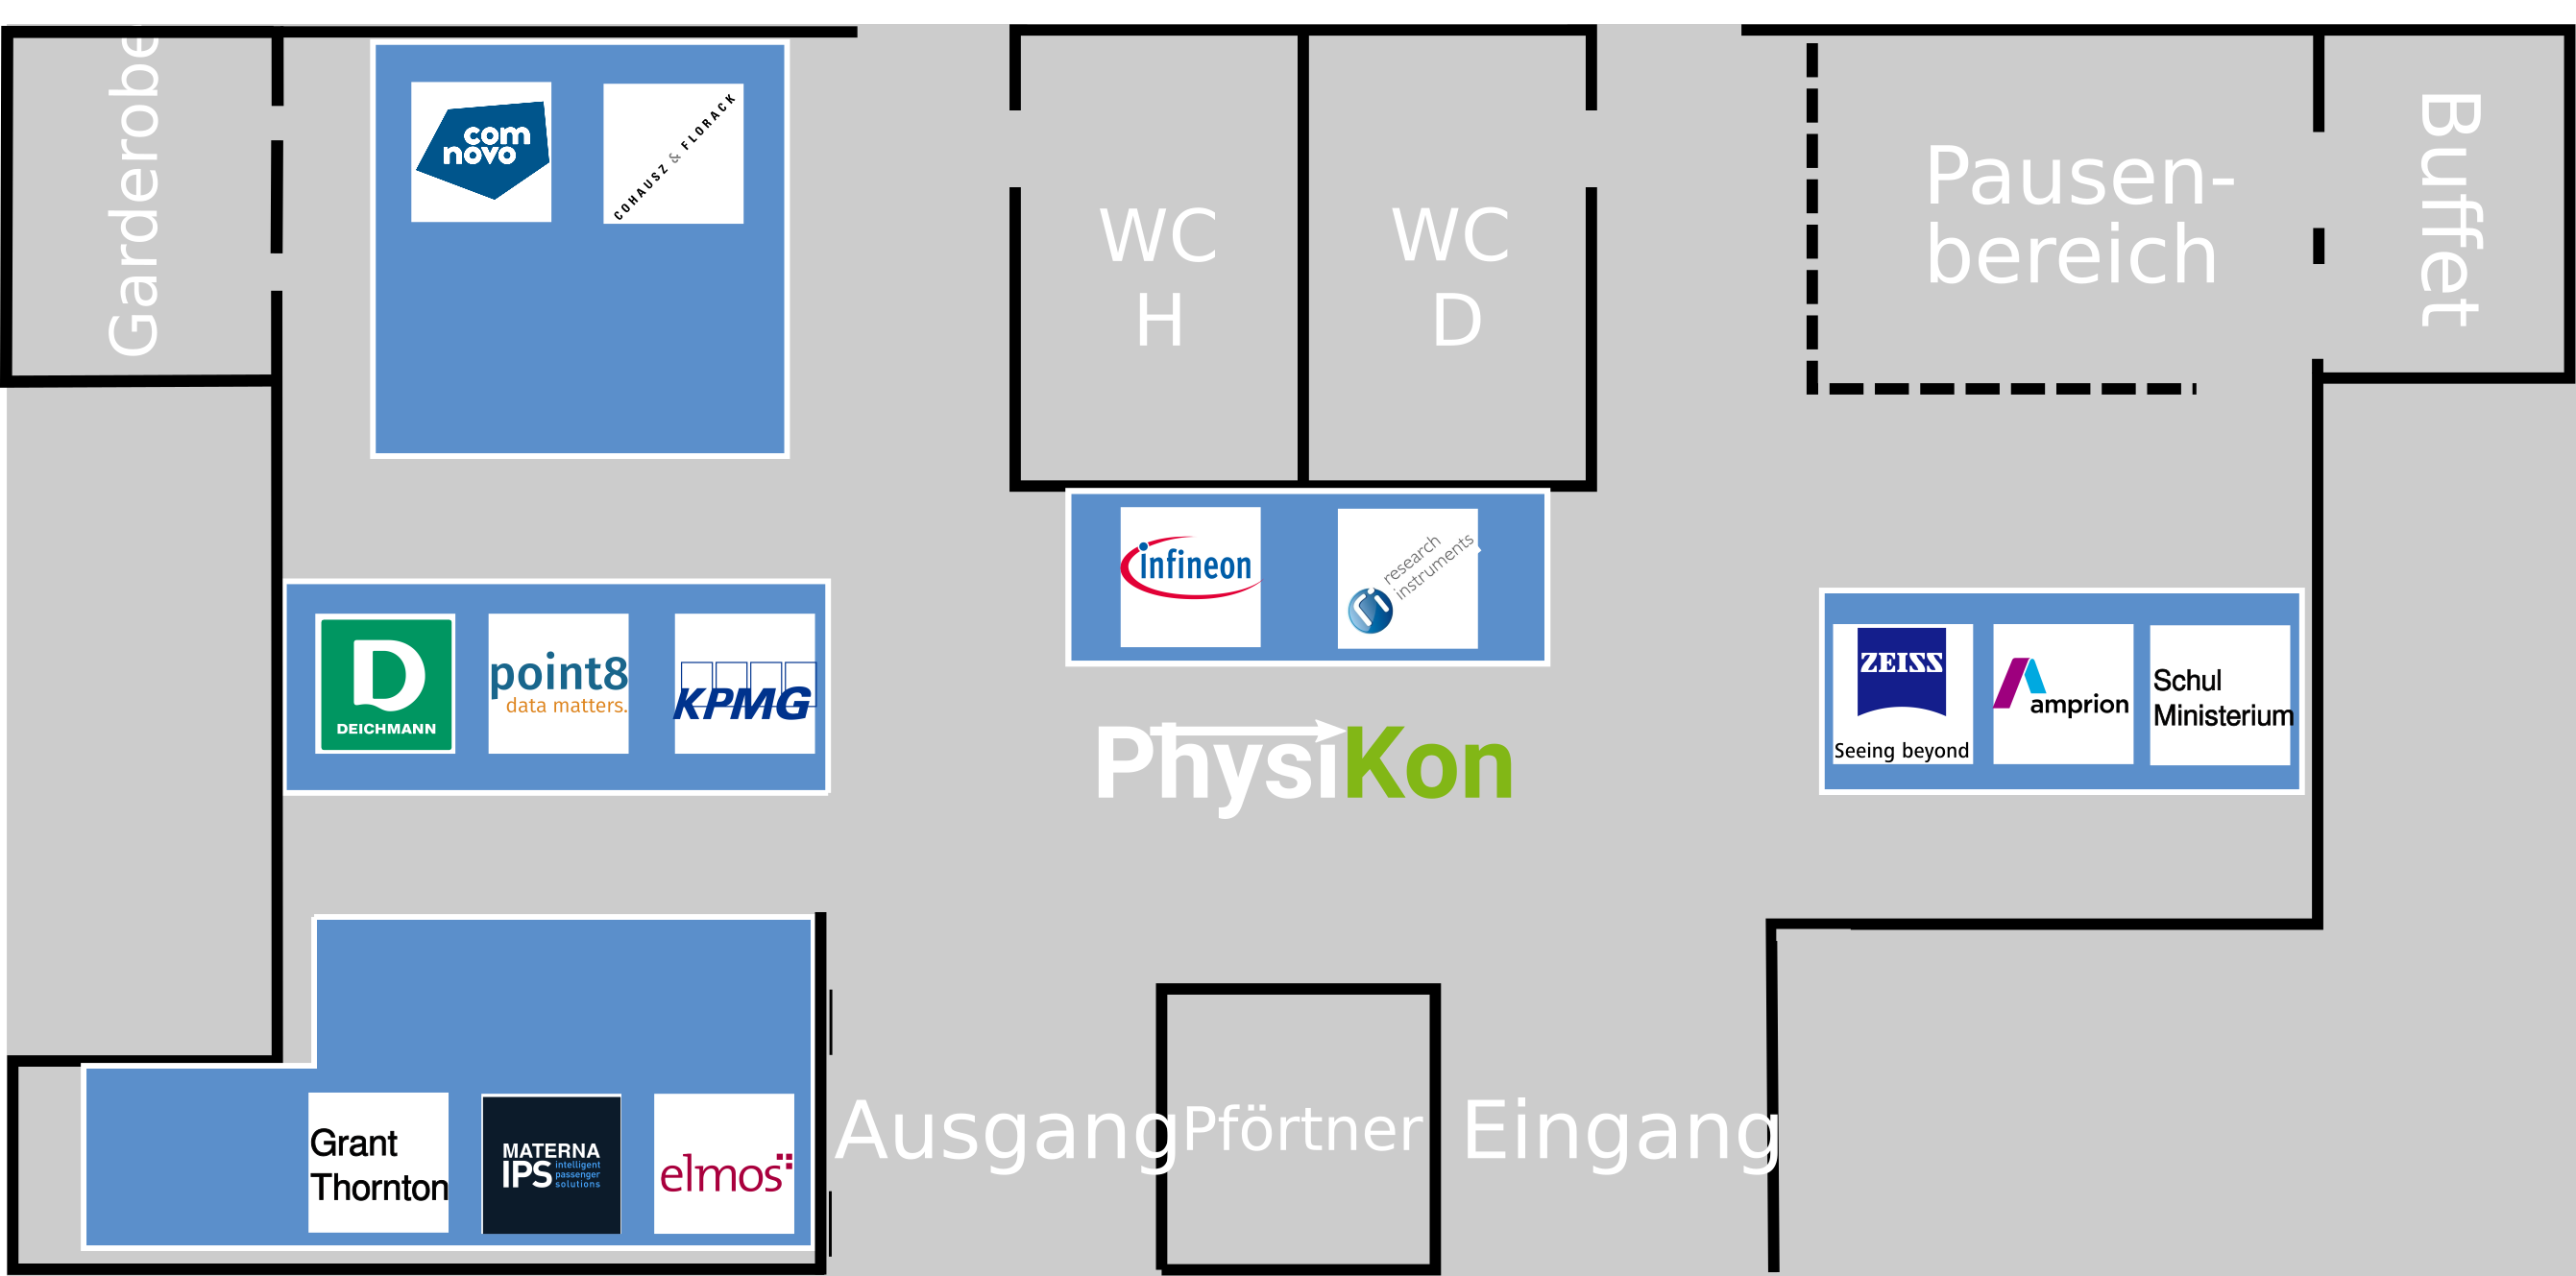 Garderobe
com
novo
COHAUSZ & FLORACK
WC
H
WC
D
Pausen-
bereich
Buffet
infineon
research
instruments
DEICHMANN
point8
data matters.
KPMG
ZEISS
Seeing beyond
amprion
Schul
Ministerium
PhysiKon
Grant
Thornton
MATERNA
IPS
intelligent
passenger
solutions
elmos
Ausgang
Pförtner
Eingang